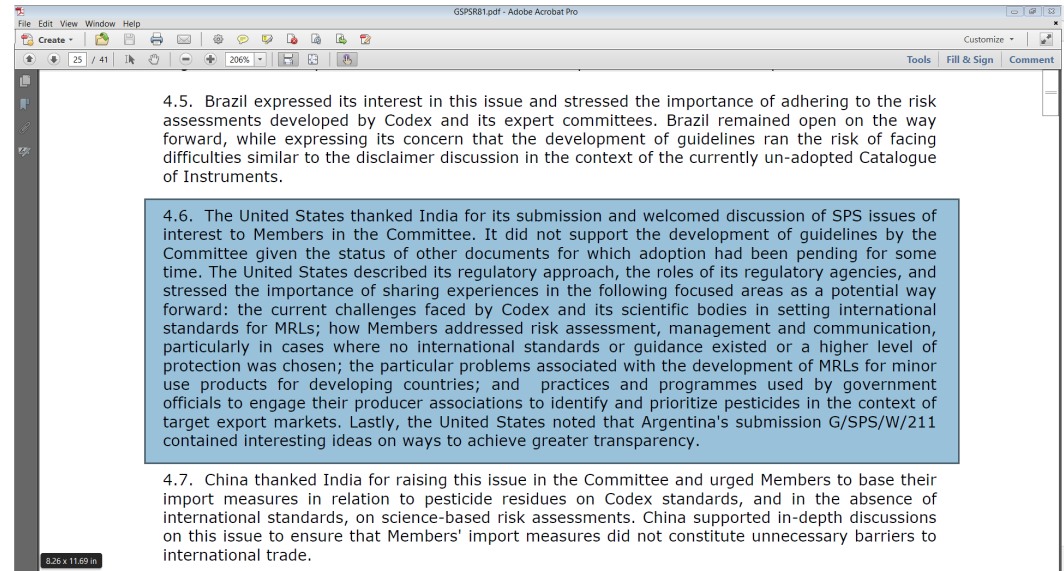 GSPSR81.pdf - Adobe Acrobat Pro
File Edit View Window Help
Create
Customize
25 / 41
206%
Tools Fill & Sign Comment
4.5. Brazil expressed its interest in this issue and stressed the importance of adhering to the risk
assessments developed by Codex and its expert committees. Brazil remained open on the way
forward, while expressing its concern that the development of guidelines ran the risk of facing
difficulties similar to the disclaimer discussion in the context of the currently un-adopted Catalogue
of Instruments.
4.6. The United States thanked India for its submission and welcomed discussion of SPS issues of
interest to Members in the Committee. It did not support the development of guidelines by the
Committee given the status of other documents for which adoption had been pending for some
time. The United States described its regulatory approach, the roles of its regulatory agencies, and
stressed the importance of sharing experiences in the following focused areas as a potential way
forward: the current challenges faced by Codex and its scientific bodies in setting international
standards for MRLs; how Members addressed risk assessment, management and communication,
particularly in cases where no international standards or guidance existed or a higher level of
protection was chosen; the particular problems associated with the development of MRLs for minor
use products for developing countries; and practices and programmes used by government
officials to engage their producer associations to identify and prioritize pesticides in the context of
target export markets. Lastly, the United States noted that Argentina's submission G/SPS/W/211
contained interesting ideas on ways to achieve greater transparency.
4.7. China thanked India for raising this issue in the Committee and urged Members to base their
import measures in relation to pesticide residues on Codex standards, and in the absence of
international standards, on science-based risk assessments. China supported in-depth discussions
on this issue to ensure that Members' import measures did not constitute unnecessary barriers to
international trade.
8.26 x 11.69 in